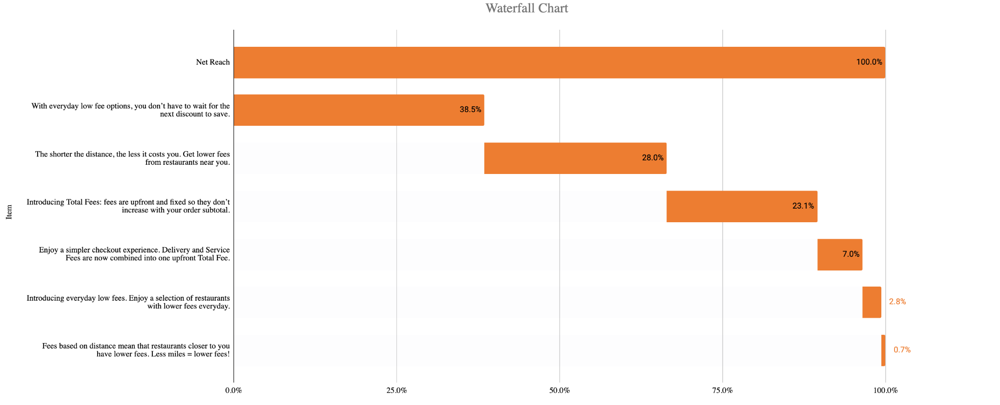 Waterfall Chart
Item
Net Reach
100.0%
With everyday low fee options, you don’t have to wait for the
next discount to save.
38.5%
The shorter the distance, the less it costs you. Get lower fees
from restaurants near you.
28.0%
Introducing Total Fees: fees are upfront and fixed so they don’t
increase with your order subtotal.
23.1%
Enjoy a simpler checkout experience. Delivery and Service
Fees are now combined into one upfront Total Fee.
7.0%
Introducing everyday low fees. Enjoy a selection of restaurants
with lower fees everyday.
2.8%
Fees based on distance mean that restaurants closer to you
have lower fees. Less miles = lower fees!
0.7%
0.0% 25.0% 50.0% 75.0% 100.0%